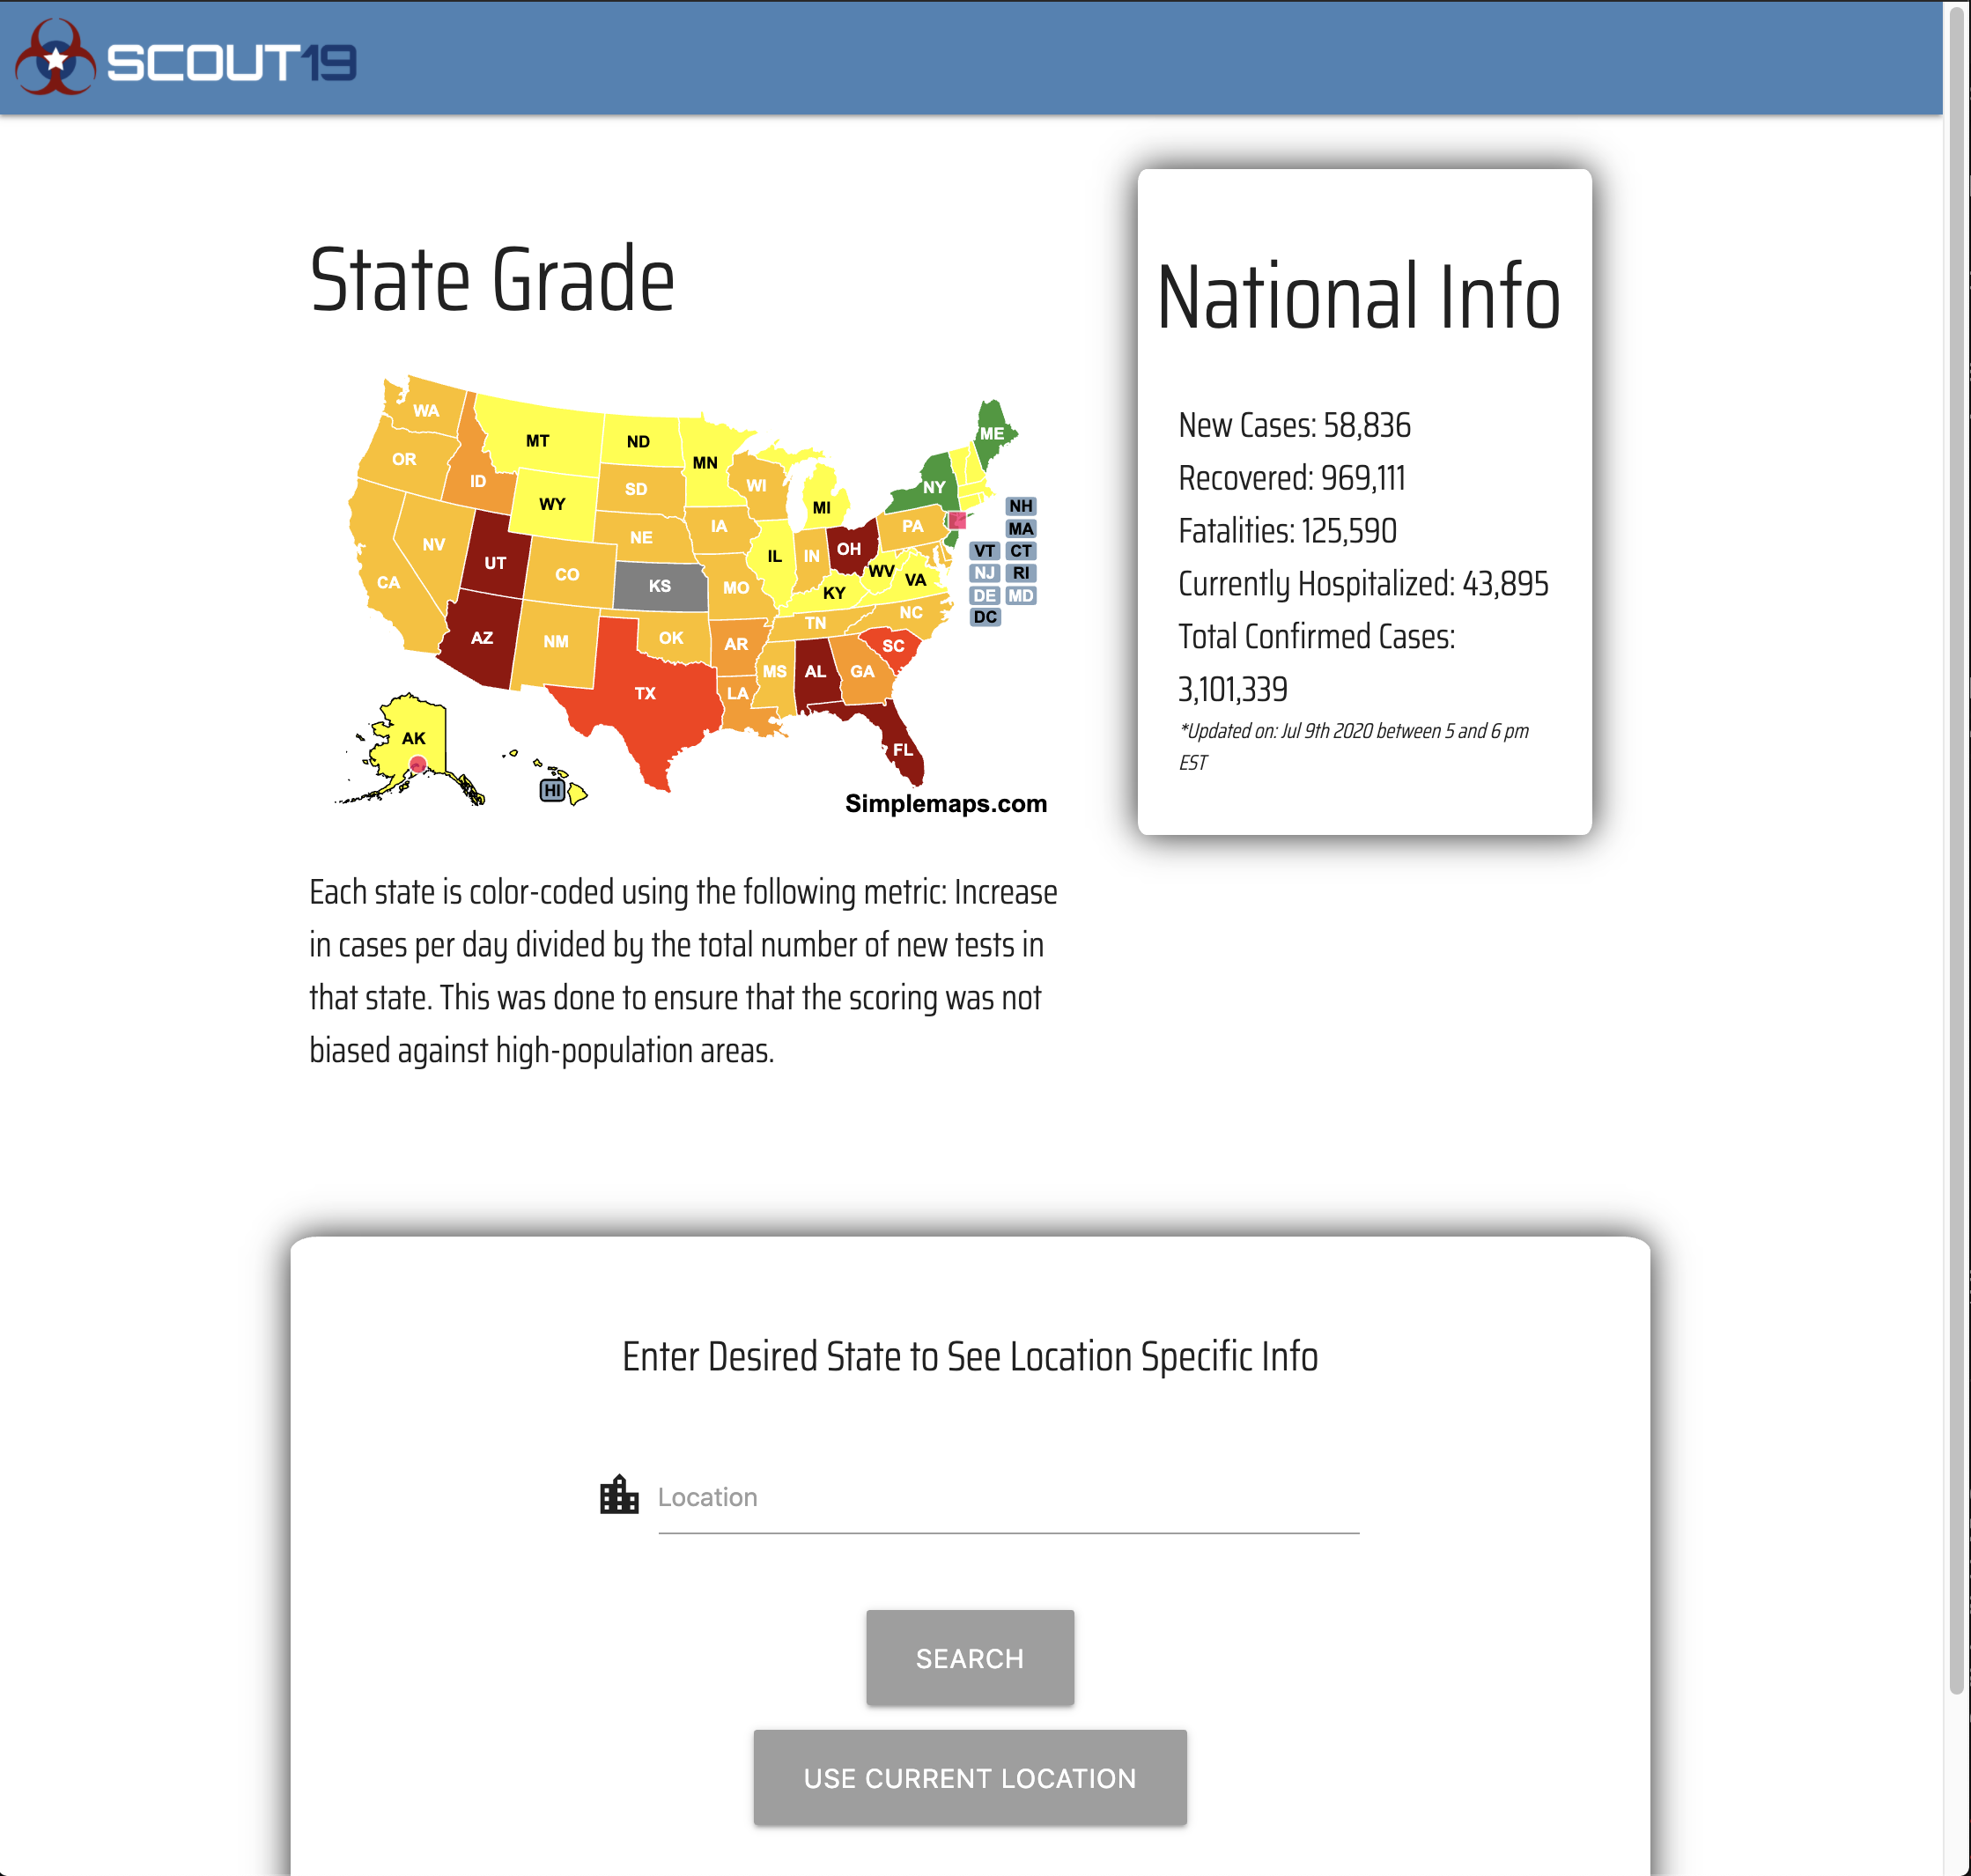 SCOUT19
State Grade
WA
MT
ND
MN
OR
ID
WY
SD
WI
MI
NY
ME
NV
UT
CA
CO
NE
IA
KS
MO
IL
IN
OH
PA
WV
VA
KY
AZ
NM
OK
AR
TN
NC
SC
TX
LA
MS
AL
GA
FL
AK
HI
NH
MA
VT CT
NJ RI
DE MD
DC
Simplemaps.com
Each state is color-coded using the following metric: Increase
in cases per day divided by the total number of new tests in
that state. This was done to ensure that the scoring was not
biased against high-population areas.
National Info
New Cases: 58,836
Recovered: 969,111
Fatalities: 125,590
Currently Hospitalized: 43,895
Total Confirmed Cases:
3,101,339
*Updated on: Jul 9th 2020 between 5 and 6 pm
EST
Enter Desired State to See Location Specific Info
Location
SEARCH
USE CURRENT LOCATION